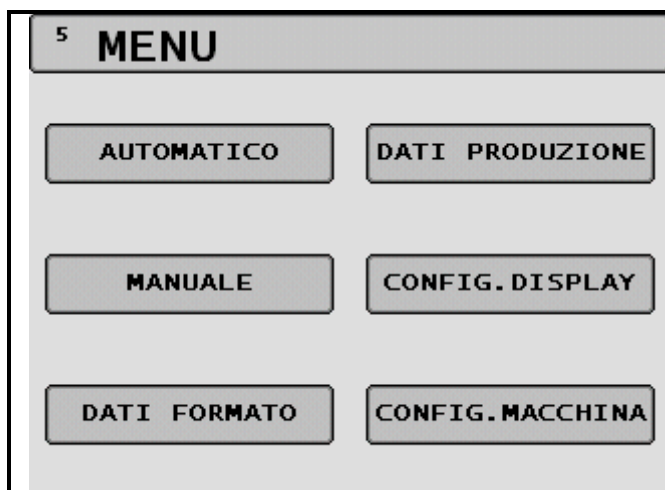 5 MENU
AUTOMATICO
DATI PRODUZIONE
MANUALE
CONFIG.DISPLAY
DATI FORMATO
CONFIG.MACCHINA